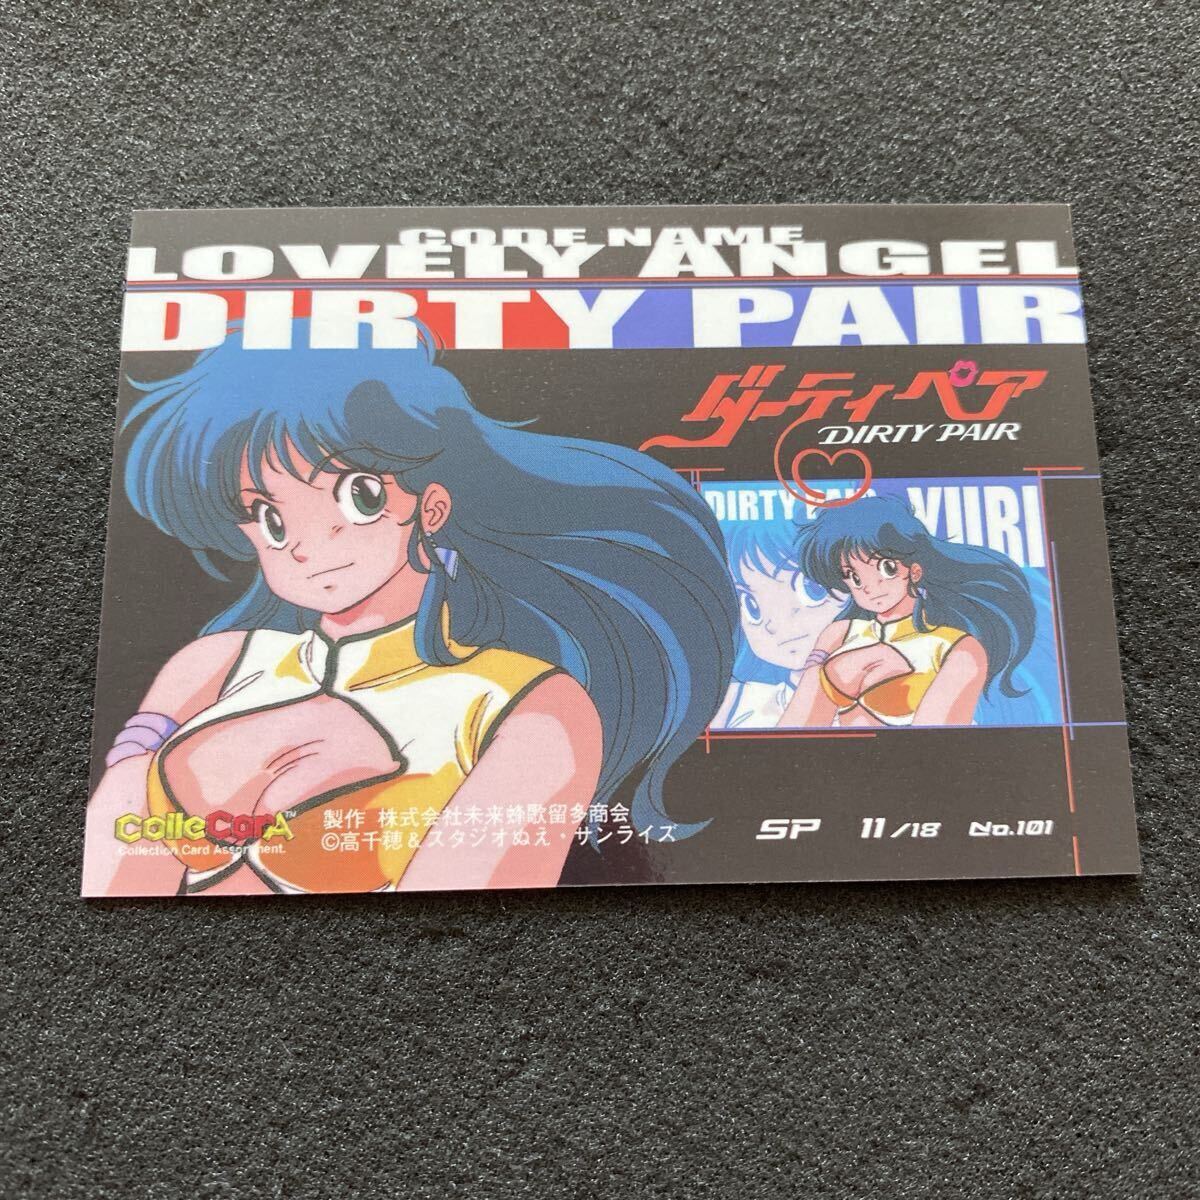 CODE NAME
LOVELY ANGEL
DIRTY PAIR
ダーティペア
DIRTY PAIR
DIRTY PAIR YURI
ColleCarA™
Collection Card Assortment.
製作 株式会社未来蜂歌留多商会
©高千穂&スタジオぬえ・サンライズ
SP 11/18 No.101